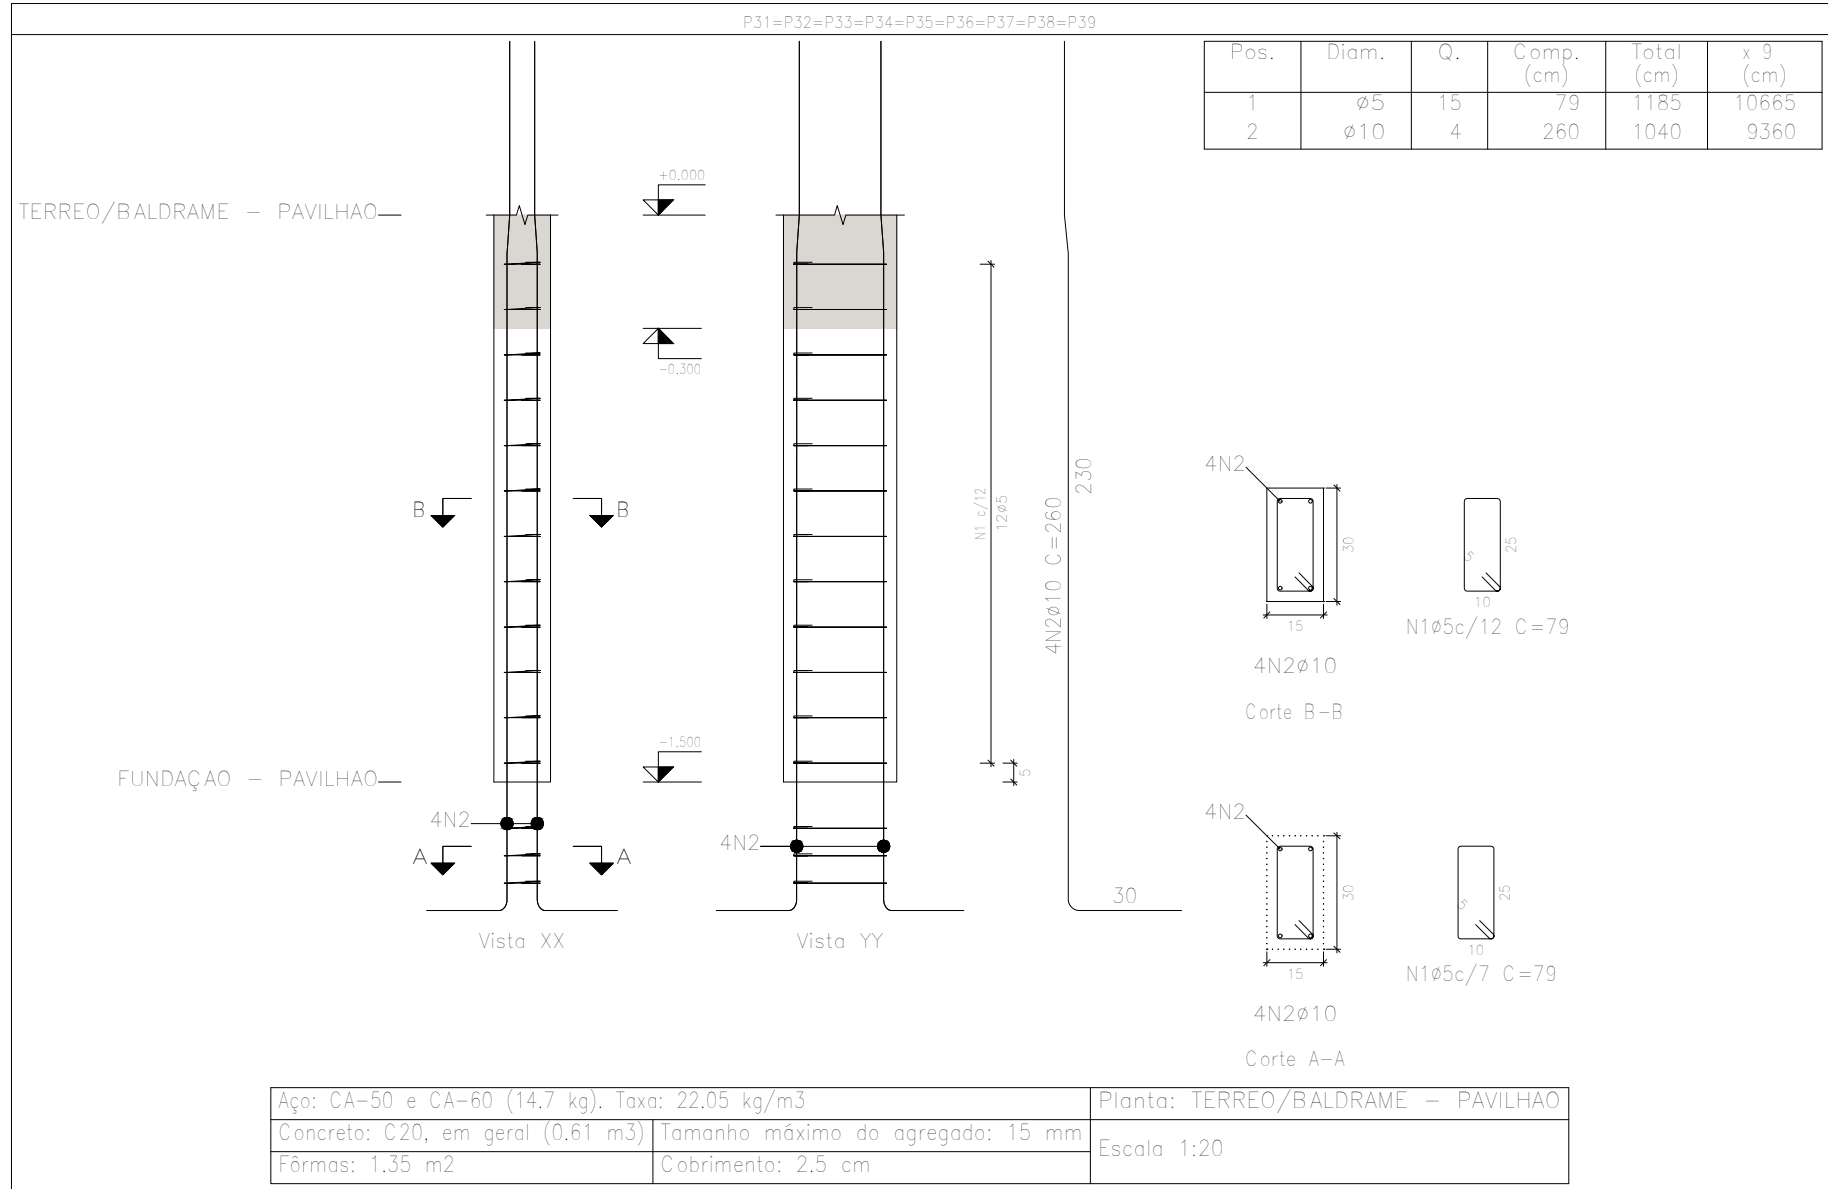 P31=P32=P33=P34=P35=P36=P37=P38=P39
Pos. Diam. Q. Comp. (cm) Total (cm) x 9 (cm)
1 ø5 15 79 1185 10665
2 ø10 4 260 1040 9360
+0.000
TERREO/BALDRAME - PAVILHAO
-0.300
B B
N1 c/12
12ø5
4N2ø10 C=260
230
4N2
30
15
4N2ø10
Corte B-B
5
25
10
N1ø5c/12 C=79
-1.500
5
FUNDAÇAO - PAVILHAO
4N2
4N2
A A
30
Vista XX
Vista YY
4N2
30
15
4N2ø10
Corte A-A
5
25
10
N1ø5c/7 C=79
Aço: CA-50 e CA-60 (14.7 kg). Taxa: 22.05 kg/m3
Planta: TERREO/BALDRAME - PAVILHAO
Concreto: C20, em geral (0.61 m3)
Tamanho máximo do agregado: 15 mm
Escala 1:20
Fôrmas: 1.35 m2
Cobrimento: 2.5 cm